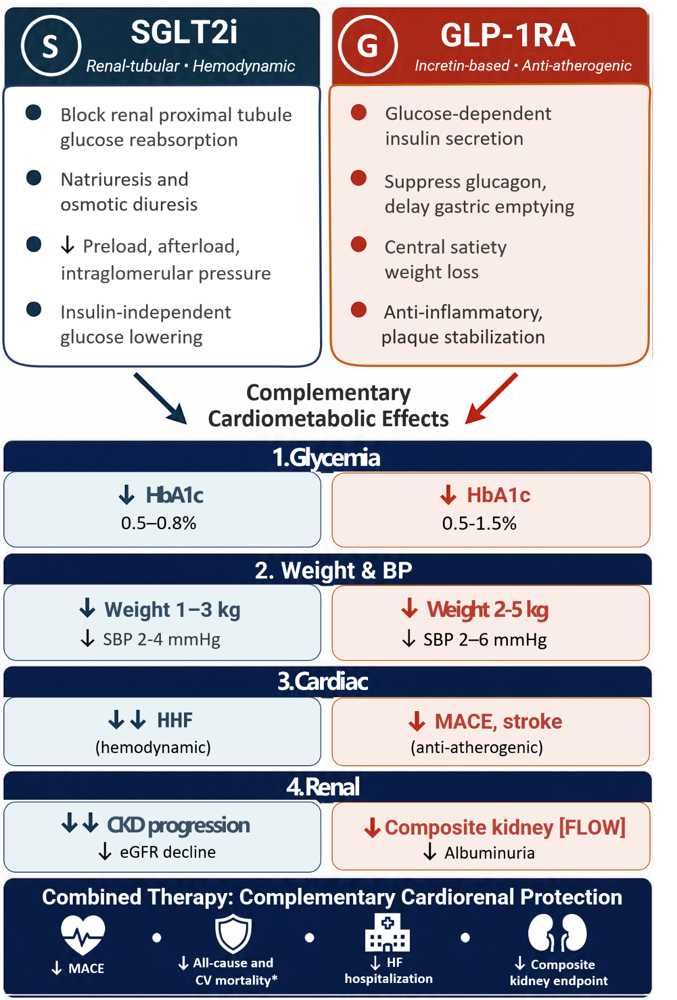 S
SGLT2i
Renal-tubular • Hemodynamic
Block renal proximal tubule
glucose reabsorption
Natriuresis and
osmotic diuresis
↓ Preload, afterload,
intraglomerular pressure
Insulin-independent
glucose lowering
G
GLP-1RA
Incretin-based • Anti-atherogenic
Glucose-dependent
insulin secretion
Suppress glucagon,
delay gastric emptying
Central satiety
weight loss
Anti-inflammatory,
plaque stabilization
Complementary
Cardiometabolic Effects
1.Glycemia
↓ HbA1c
0.5–0.8%
↓ HbA1c
0.5-1.5%
2. Weight & BP
↓ Weight 1–3 kg
↓ SBP 2-4 mmHg
↓ Weight 2-5 kg
↓ SBP 2–6 mmHg
3.Cardiac
↓↓ HHF
(hemodynamic)
↓ MACE, stroke
(anti-atherogenic)
4.Renal
↓↓ CKD progression
↓ eGFR decline
↓ Composite kidney [FLOW]
↓ Albuminuria
Combined Therapy: Complementary Cardiorenal Protection
↓ MACE
↓ All-cause and
CV mortality*
↓ HF
hospitalization
↓ Composite
kidney endpoint